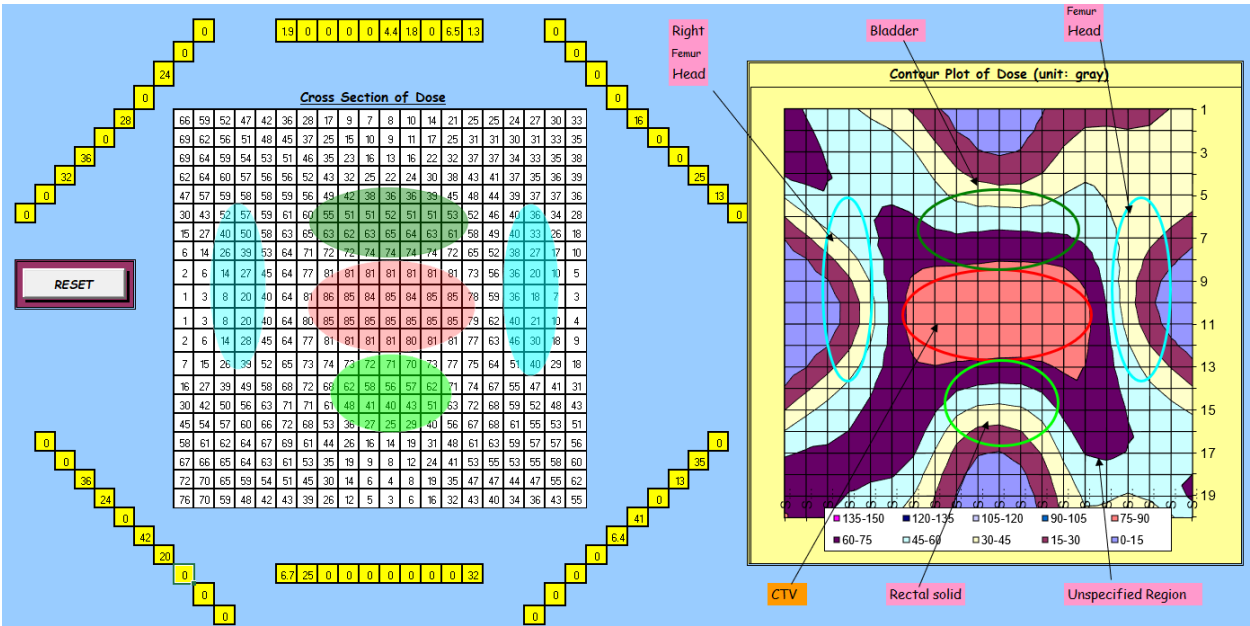 0
0
24
0
28
0
36
32
0
0
1.9 0 0 0 0 4.4 1.8 0 6.5 1.3
0
0
0
0
16
0
0
25
13
0
Cross Section of Dose
66 59 52 47 42 36 28 17 9 7 8 10 14 21 25 25 24 27 30 33
69 62 56 51 48 45 37 25 15 10 9 11 17 25 31 31 30 31 33 35
69 64 59 54 53 51 46 35 23 16 13 16 22 32 37 37 34 33 35 38
62 64 60 57 56 56 52 43 32 25 22 24 30 38 43 41 37 35 36 38
47 57 59 58 59 59 56 49 42 38 36 36 39 45 48 44 39 37 37 36
30 43 52 57 59 61 60 55 51 51 52 51 51 53 52 46 40 36 34 28
15 27 40 50 58 63 65 63 62 63 65 64 63 61 58 49 40 33 26 18
6 14 26 39 53 64 71 72 72 74 74 74 72 72 66 54 38 27 17 10
2 6 14 27 45 64 77 81 81 81 81 81 81 81 73 56 36 20 10 5
1 3 8 20 40 64 81 86 85 84 85 84 85 85 78 59 36 18 7 3
1 3 8 20 40 64 80 85 85 85 85 85 85 85 79 62 40 21 10 4
2 6 14 28 45 64 77 81 81 81 81 80 81 81 77 63 46 30 18 9
7 15 26 39 52 65 71 74 73 72 71 70 73 77 75 64 51 40 29 18
16 27 39 49 58 68 72 68 62 58 56 57 62 71 74 67 55 47 41 31
30 42 50 56 63 71 71 61 48 41 40 43 51 63 72 68 59 52 48 43
45 54 57 60 66 72 68 53 36 27 25 29 40 56 67 68 61 55 53 51
58 61 62 64 67 69 61 44 26 16 14 19 31 48 61 63 59 57 57 56
67 66 65 64 63 61 53 35 19 9 8 12 24 41 53 55 53 55 58 60
72 70 65 59 54 51 45 30 14 6 4 8 19 35 47 47 44 47 55 62
76 70 59 48 42 43 39 26 12 5 3 6 16 32 43 40 34 36 43 55
RESET
0
0
36
24
0
42
20
0
0
0
6.7 25 0 0 0 0 0 0 0 32
35
13
0
0
41
6.4
0
0
0
Right
Femur
Head
Bladder
Femur
Head
Contour Plot of Dose (unit: gray)
1
3
5
7
9
11
13
15
17
19
135-150 120-135 105-120 90-105 75-90
60-75 45-60 30-45 15-30 0-15
CTV
Rectal solid
Unspecified Region